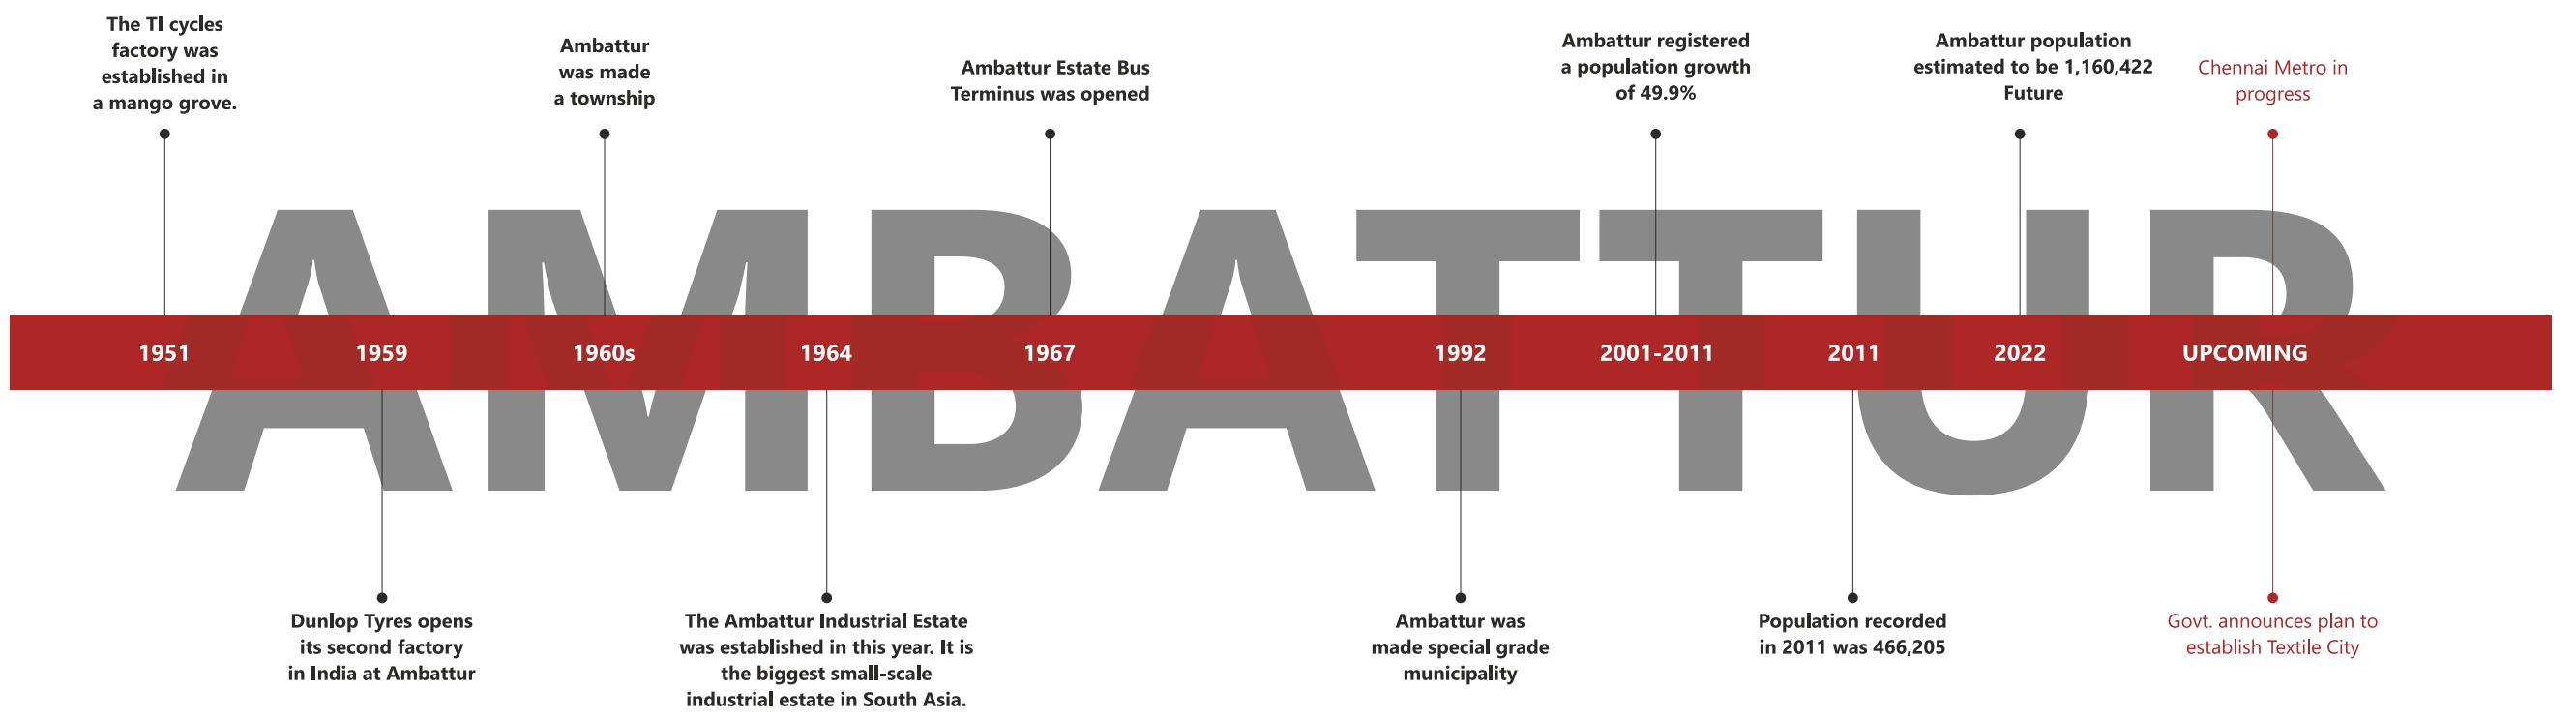 The TI cycles
factory was
established in
a mango grove.
Ambattur
was made
a township
Ambattur Estate Bus
Terminus was opened
Ambattur registered
a population growth
of 49.9%
Ambattur population
estimated to be 1,160,422
Future
Chennai Metro in
progress
AMBATTUR
1951 1959 1960s 1964 1967 1992 2001-2011 2011 2022 UPCOMING
Dunlop Tyres opens
its second factory
in India at Ambattur
The Ambattur Industrial Estate
was established in this year. It is
the biggest small-scale
industrial estate in South Asia.
Ambattur was
made special grade
municipality
Population recorded
in 2011 was 466,205
Govt. announces plan to
establish Textile City